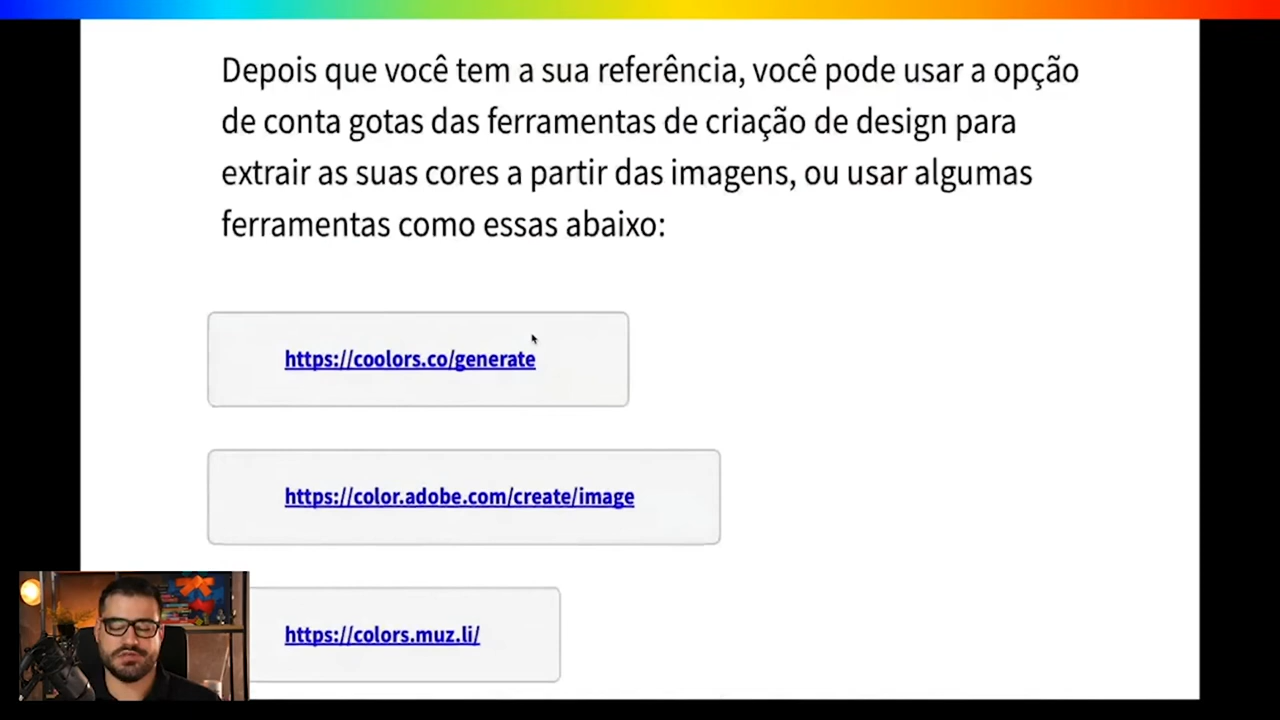 Depois que você tem a sua referência, você pode usar a opção
de conta gotas das ferramentas de criação de design para
extrair as suas cores a partir das imagens, ou usar algumas
ferramentas como essas abaixo:
https://coolors.co/generate
https://color.adobe.com/create/image
https://colors.muz.li/